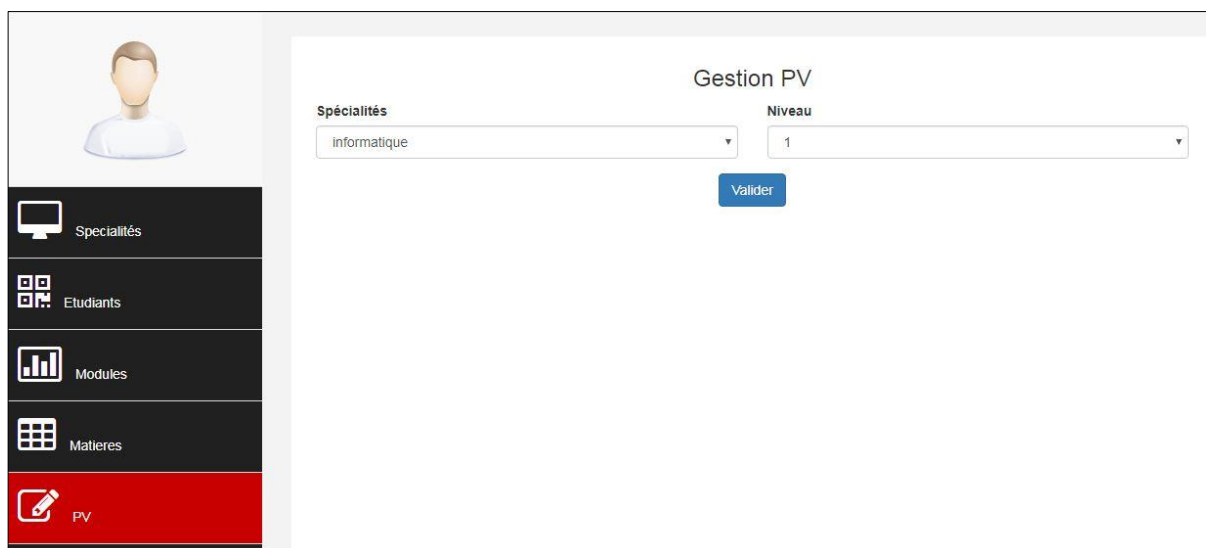 Gestion PV
Spécialités
Niveau
informatique
1
Valider
Specialités
Etudiants
Modules
Matieres
PV